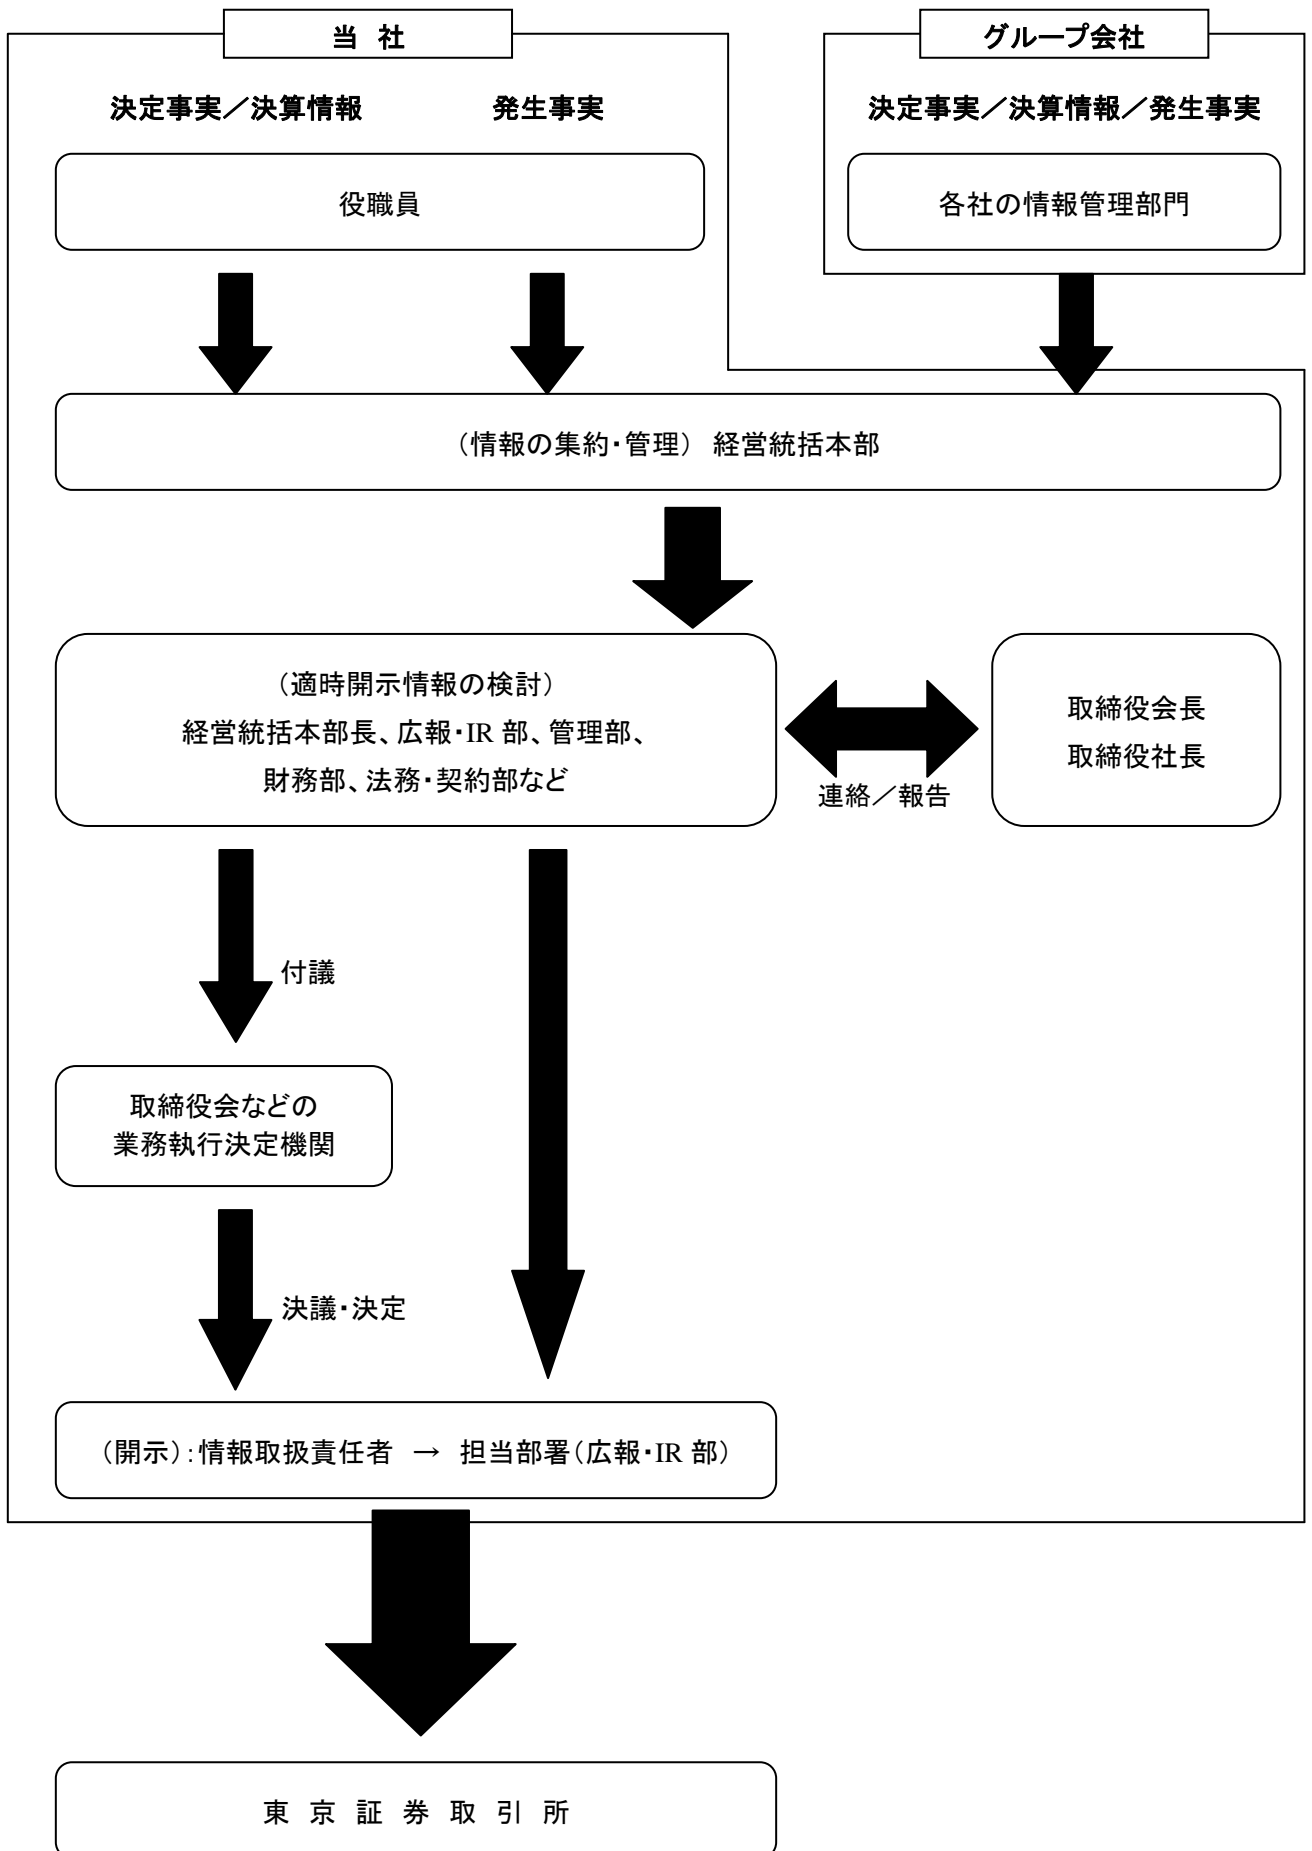 当 社
グループ会社
決定事実／決算情報
発生事実
決定事実／決算情報／発生事実
役職員
各社の情報管理部門
（情報の集約・管理） 経営統括本部
（適時開示情報の検討）
経営統括本部長、広報・IR 部、管理部、
財務部、法務・契約部など
取締役会長
取締役社長
連絡／報告
付議
取締役会などの
業務執行決定機関
決議・決定
（開示）：情報取扱責任者 → 担当部署（広報・IR 部）
東 京 証 券 取 引 所